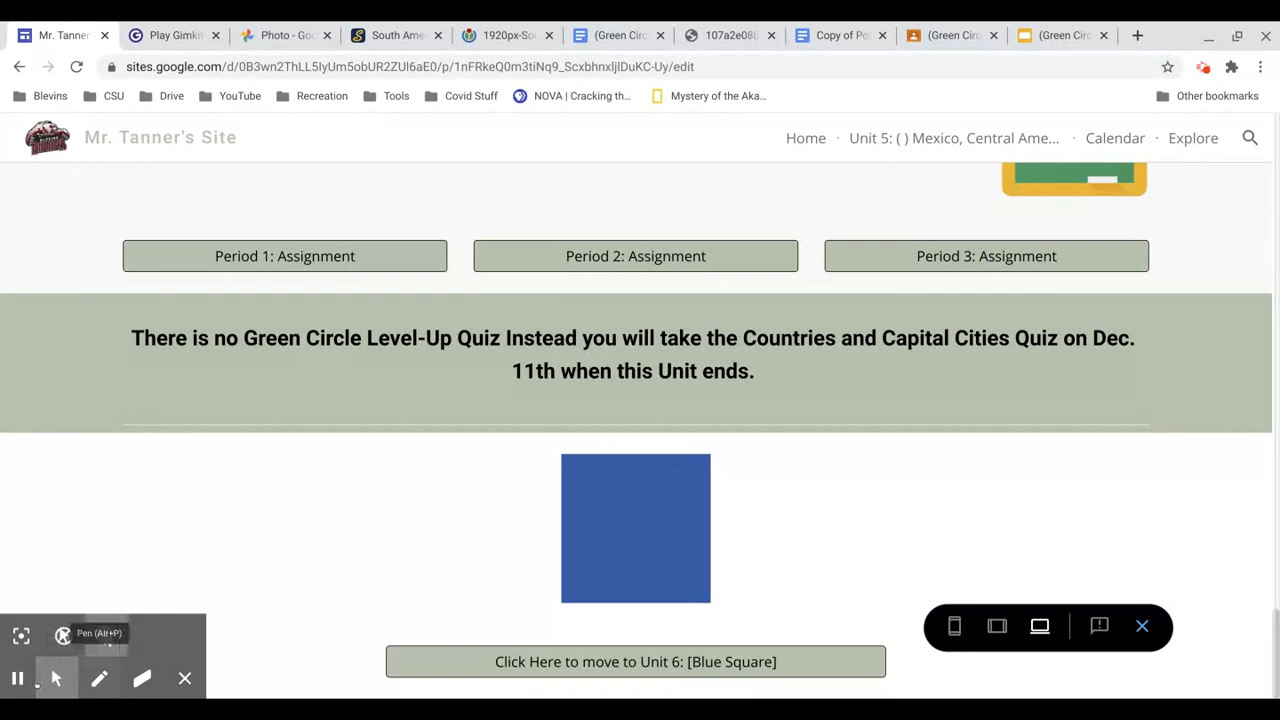 Mr. Tanner
Play Gimkit
Photo - Goo
South Ame
1920px-So
(Green Circ
107a2e08b
Copy of Po
(Green Circ
(Green Circ
sites.google.com/d/0B3wn2ThLL5lyUm5obUR2ZUl6aE0/p/1nFRkeQ0m3tiNq9_ScxbhnxljlDuKC-Uy/edit
Blevins
CSU
Drive
YouTube
Recreation
Tools
Covid Stuff
NOVA | Cracking th...
Mystery of the Aka...
Other bookmarks
Mr. Tanner's Site
Home · Unit 5: ( ) Mexico, Central Ame... · Calendar · Explore
Period 1: Assignment
Period 2: Assignment
Period 3: Assignment
There is no Green Circle Level-Up Quiz Instead you will take the Countries and Capital Cities Quiz on Dec.
11th when this Unit ends.
Pen (Alt+P)
Click Here to move to Unit 6: [Blue Square]